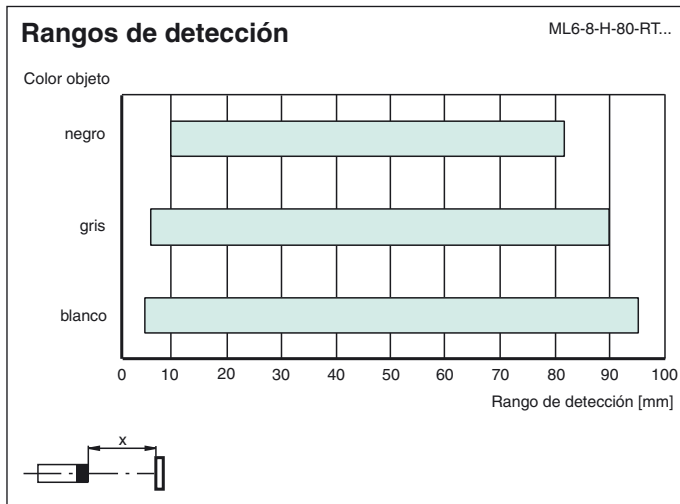 Rangos de detección
ML6-8-H-80-RT...
Color objeto
negro
gris
blanco
0 10 20 30 40 50 60 70 80 90 100
Rango de detección [mm]
x